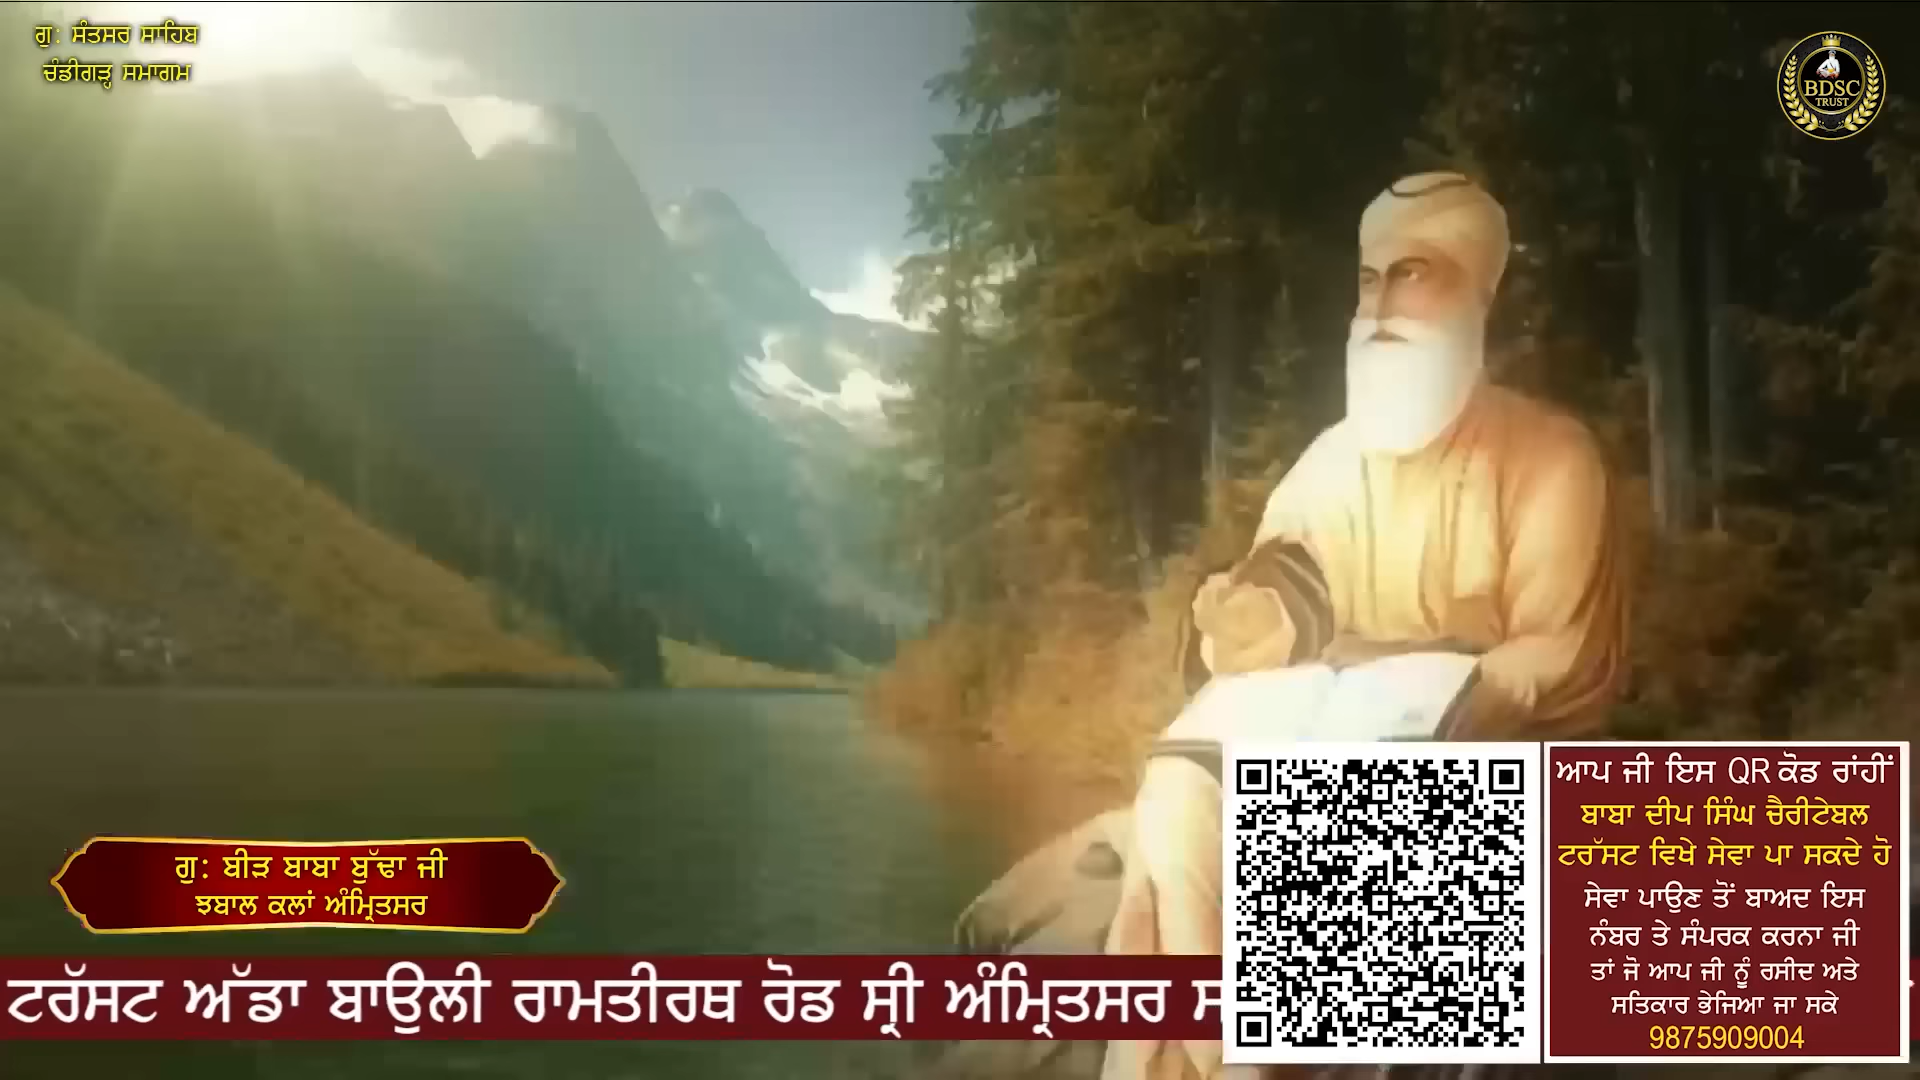 ਗੁ: ਸੰਤਸਰ ਸਾਹਿਬ
ਚੰਡੀਗੜ੍ਹ ਸਮਾਗਮ
BDSC
TRUST
ਗੁ: ਬੀੜ ਬਾਬਾ ਬੁੱਢਾ ਜੀ
ਝਬਾਲ ਕਲਾਂ ਅੰਮ੍ਰਿਤਸਰ
ਟਰੱਸਟ ਅੱਡਾ ਬਾਉਲੀ ਰਾਮਤੀਰਥ ਰੋਡ ਸ੍ਰੀ ਅੰਮ੍ਰਿਤਸਰ
ਆਪ ਜੀ ਇਸ QR ਕੋਡ ਰਾਂਹੀਂ
ਬਾਬਾ ਦੀਪ ਸਿੰਘ ਚੈਰੀਟੇਬਲ
ਟਰੱਸਟ ਵਿਖੇ ਸੇਵਾ ਪਾ ਸਕਦੇ ਹੋ
ਸੇਵਾ ਪਾਉਣ ਤੋਂ ਬਾਅਦ ਇਸ
ਨੰਬਰ ਤੇ ਸੰਪਰਕ ਕਰਨਾ ਜੀ
ਤਾਂ ਜੋ ਆਪ ਜੀ ਨੂੰ ਰਸੀਦ ਅਤੇ
ਸਤਿਕਾਰ ਭੇਜਿਆ ਜਾ ਸਕੇ
9875909004